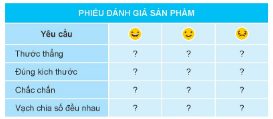 PHIẾU ĐÁNH GIÁ SẢN PHẨM
Yêu cầu
Thước thẳng ? ? ?
Đúng kích thước ? ? ?
Chắc chắn ? ? ?
Vạch chia số đều nhau ? ? ?